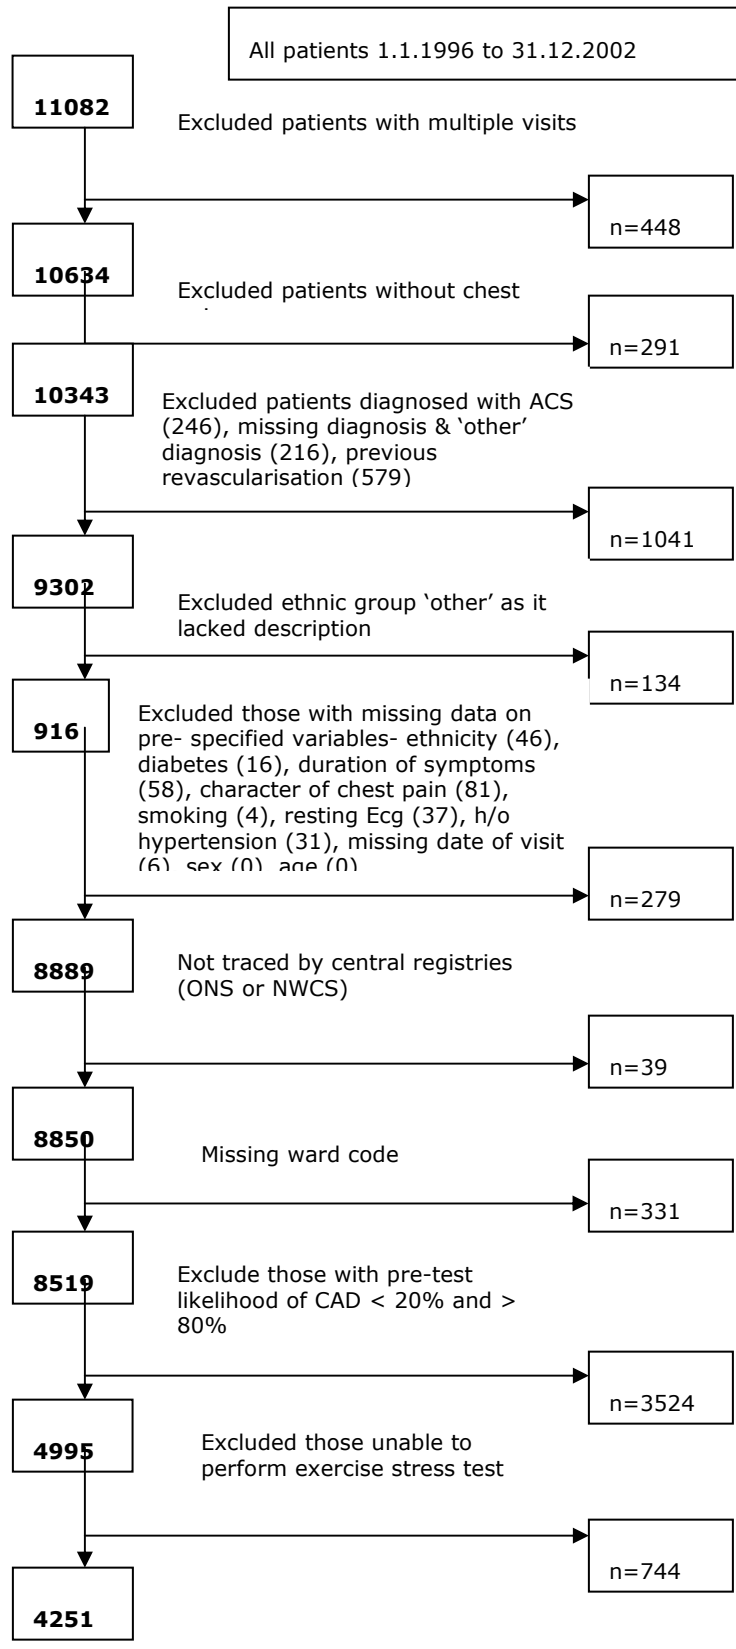 All patients 1.1.1996 to 31.12.2002
11082
Excluded patients with multiple visits
n=448
10634
Excluded patients without chest
n=291
10343
Excluded patients diagnosed with ACS
(246), missing diagnosis & ‘other’
diagnosis (216), previous
revascularisation (579)
n=1041
9302
Excluded ethnic group ‘other’ as it
lacked description
n=134
916
Excluded those with missing data on
pre- specified variables- ethnicity (46),
diabetes (16), duration of symptoms
(58), character of chest pain (81),
smoking (4), resting Ecg (37), h/o
hypertension (31), missing date of visit
(6), sex (0), age (0)
n=279
8889
Not traced by central registries
(ONS or NWCS)
n=39
8850
Missing ward code
n=331
8519
Exclude those with pre-test
likelihood of CAD < 20% and >
80%
n=3524
4995
Excluded those unable to
perform exercise stress test
n=744
4251